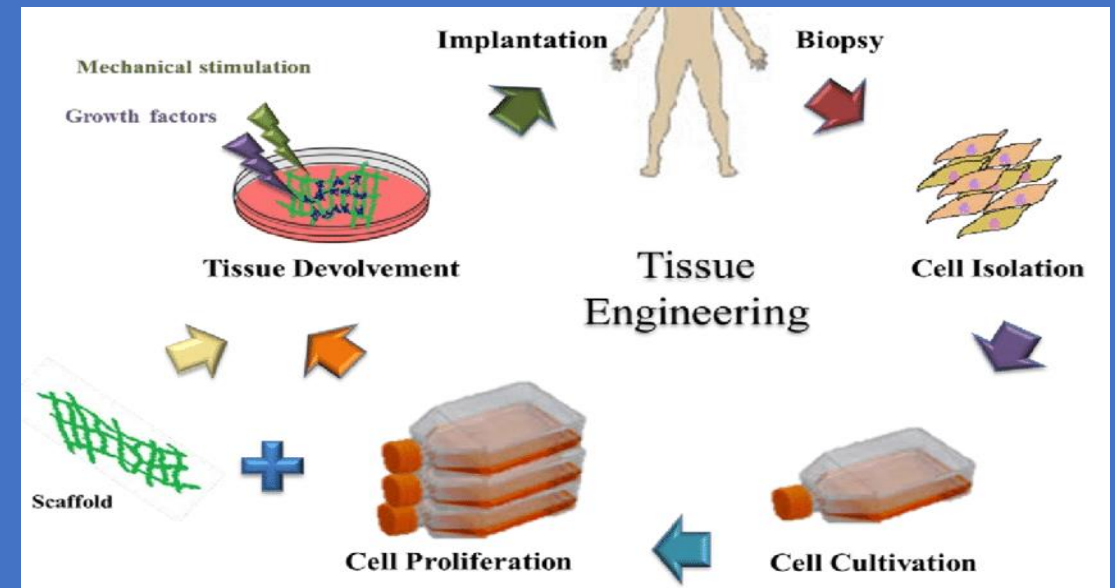 Implantation
Biopsy
Mechanical stimulation
Growth factors
Tissue Devolvement
Tissue
Engineering
Cell Isolation
Scaffold
Cell Proliferation
Cell Cultivation